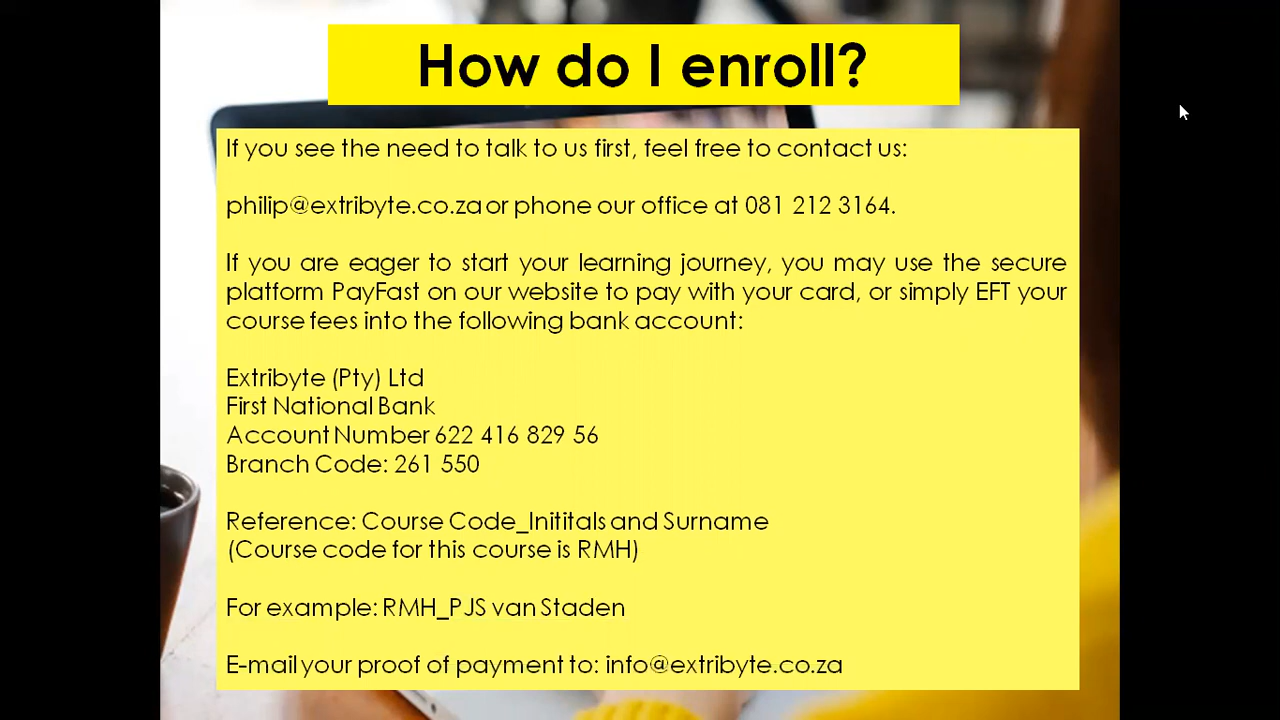 How do I enroll?
If you see the need to talk to us first, feel free to contact us:
philip@extribyte.co.za or phone our office at 081 212 3164.
If you are eager to start your learning journey, you may use the secure
platform PayFast on our website to pay with your card, or simply EFT your
course fees into the following bank account:
Extribyte (Pty) Ltd
First National Bank
Account Number 622 416 829 56
Branch Code: 261 550
Reference: Course Code_Inititals and Surname
(Course code for this course is RMH)
For example: RMH_PJS van Staden
E-mail your proof of payment to: info@extribyte.co.za